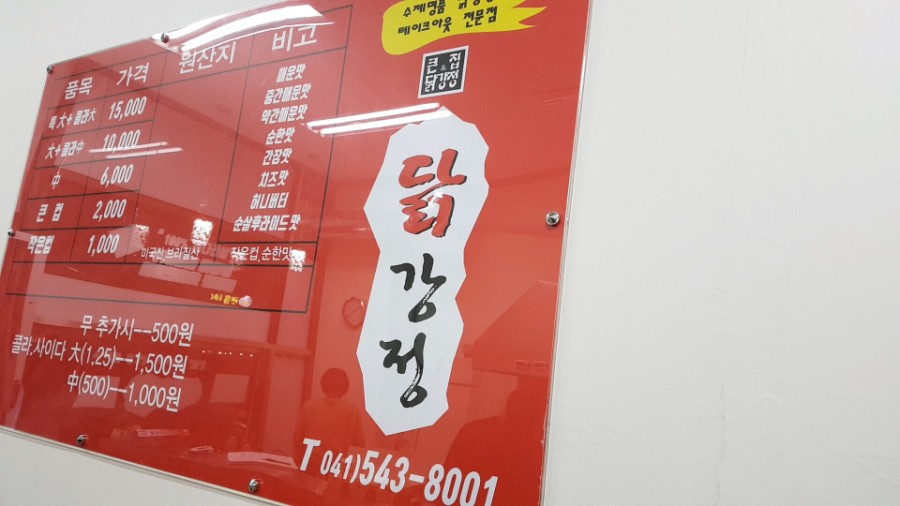 수제명품 닭강정
테이크아웃 전문점
큰 & 집
닭강정
품목 가격 원산지 비고
특大+콜라大 15,000
大+콜라中 10,000
中 6,000
큰 컵 2,000
작은컵 1,000
미국산,브라질산
매운맛
중간매운맛
약간매운맛
순한맛
간장맛
치즈맛
허니버터
순살후라이드맛
작은컵,순한맛
무 추가시--500원
콜라.사이다 大(1.25)--1,500원
中(500)--1,000원
닭
강
정
T 041)543-8001